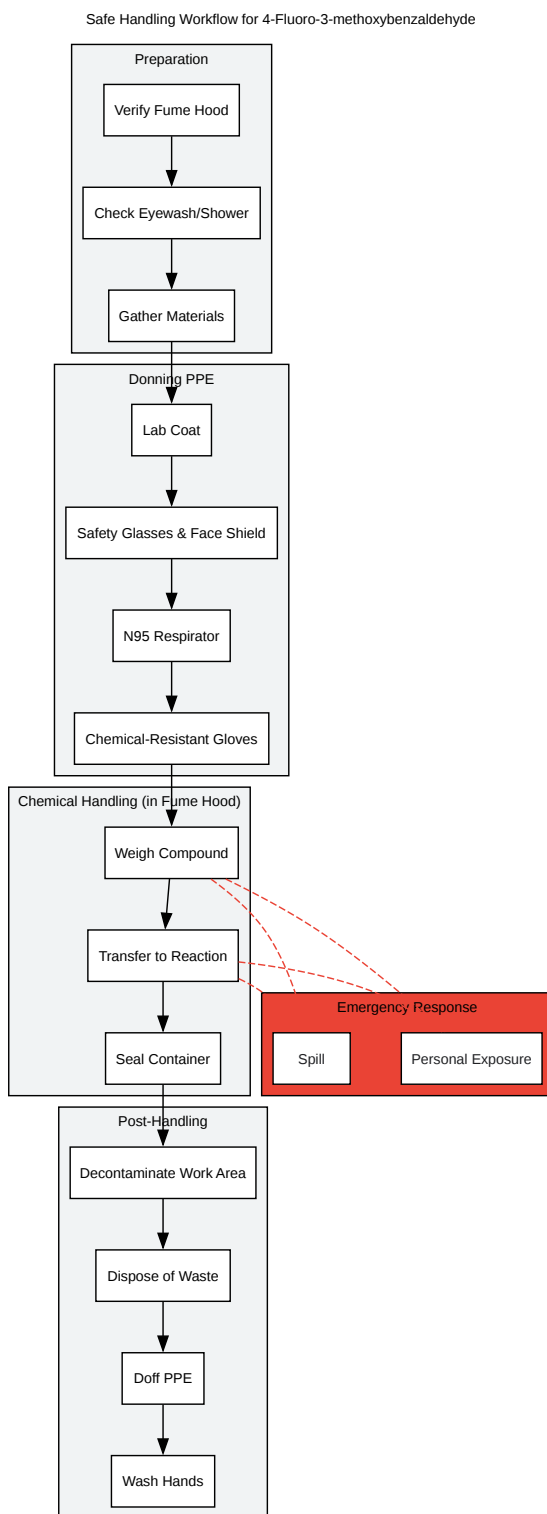 Safe Handling Workflow for 4-Fluoro-3-methoxybenzaldehyde
Preparation
Verify Fume Hood
Check Eyewash/Shower
Gather Materials
Donning PPE
Lab Coat
Safety Glasses & Face Shield
N95 Respirator
Chemical-Resistant Gloves
Chemical Handling (in Fume Hood)
Weigh Compound
Transfer to Reaction
Seal Container
Emergency Response
Spill
Personal Exposure
Post-Handling
Decontaminate Work Area
Dispose of Waste
Doff PPE
Wash Hands